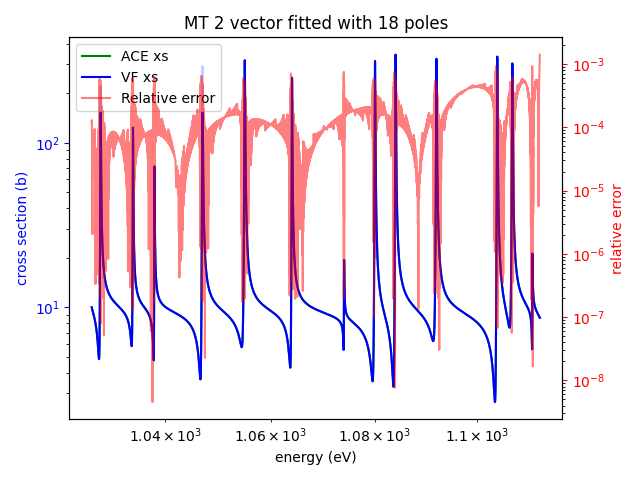 MT 2 vector fitted with 18 poles
ACE xs
VF xs
Relative error
cross section (b)
10²
10¹
10⁻³
10⁻⁴
10⁻⁵
10⁻⁶
10⁻⁷
10⁻⁸
relative error
1.04 × 10³
1.06 × 10³
1.08 × 10³
1.1 × 10³
energy (eV)